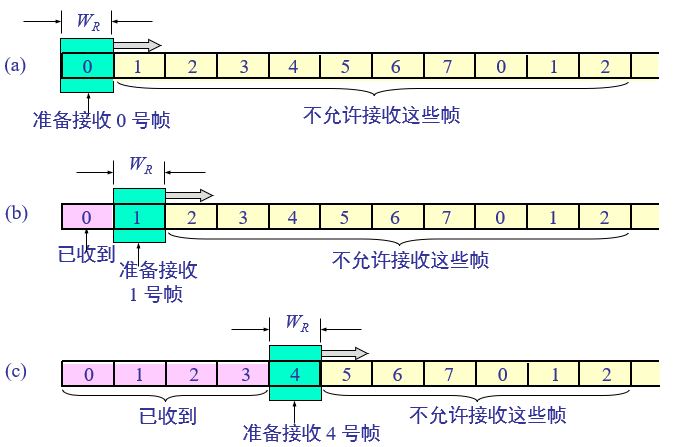 W_R
(a) 0 1 2 3 4 5 6 7 0 1 2
准备接收 0 号帧
不允许接收这些帧
W_R
(b) 0 1 2 3 4 5 6 7 0 1 2
已收到
准备接收
1 号帧
不允许接收这些帧
W_R
(c) 0 1 2 3 4 5 6 7 0 1 2
已收到
准备接收 4 号帧
不允许接收这些帧